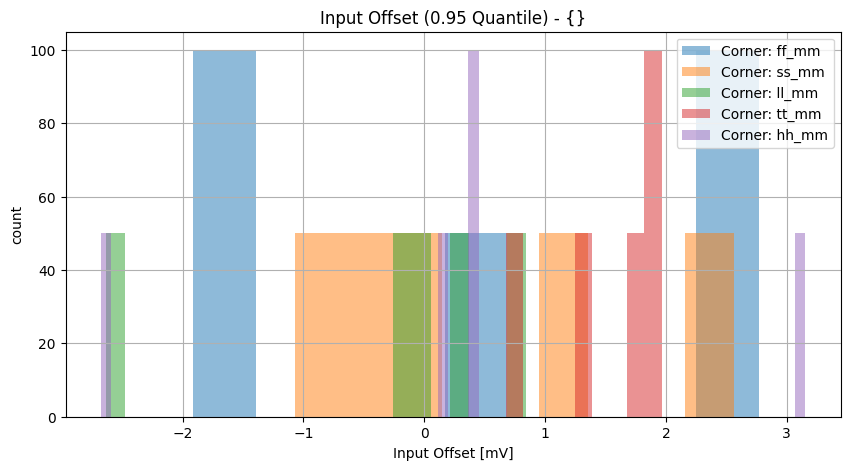 Input Offset (0.95 Quantile) - {}
count
100
80
60
40
20
0
Corner: ff_mm
Corner: ss_mm
Corner: ll_mm
Corner: tt_mm
Corner: hh_mm
−2 −1 0 1 2 3
Input Offset [mV]